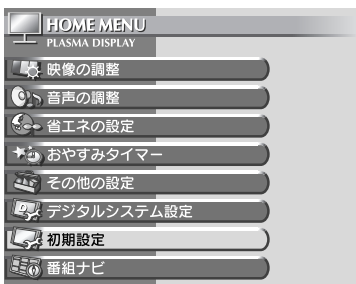 HOME MENU
PLASMA DISPLAY
映像の調整
音声の調整
省エネの設定
おやすみタイマー
その他の設定
デジタルシステム設定
初期設定
番組ナビ